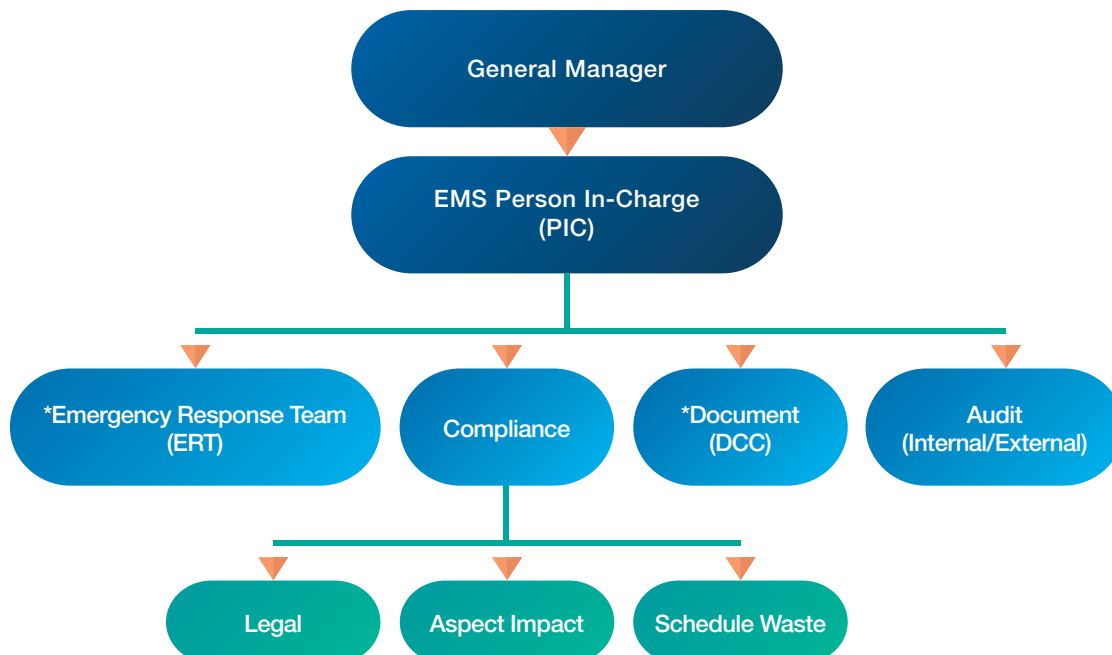 General Manager
EMS Person In-Charge
(PIC)
*Emergency Response Team
(ERT)
Compliance
*Document
(DCC)
Audit
(Internal/External)
Legal
Aspect Impact
Schedule Waste